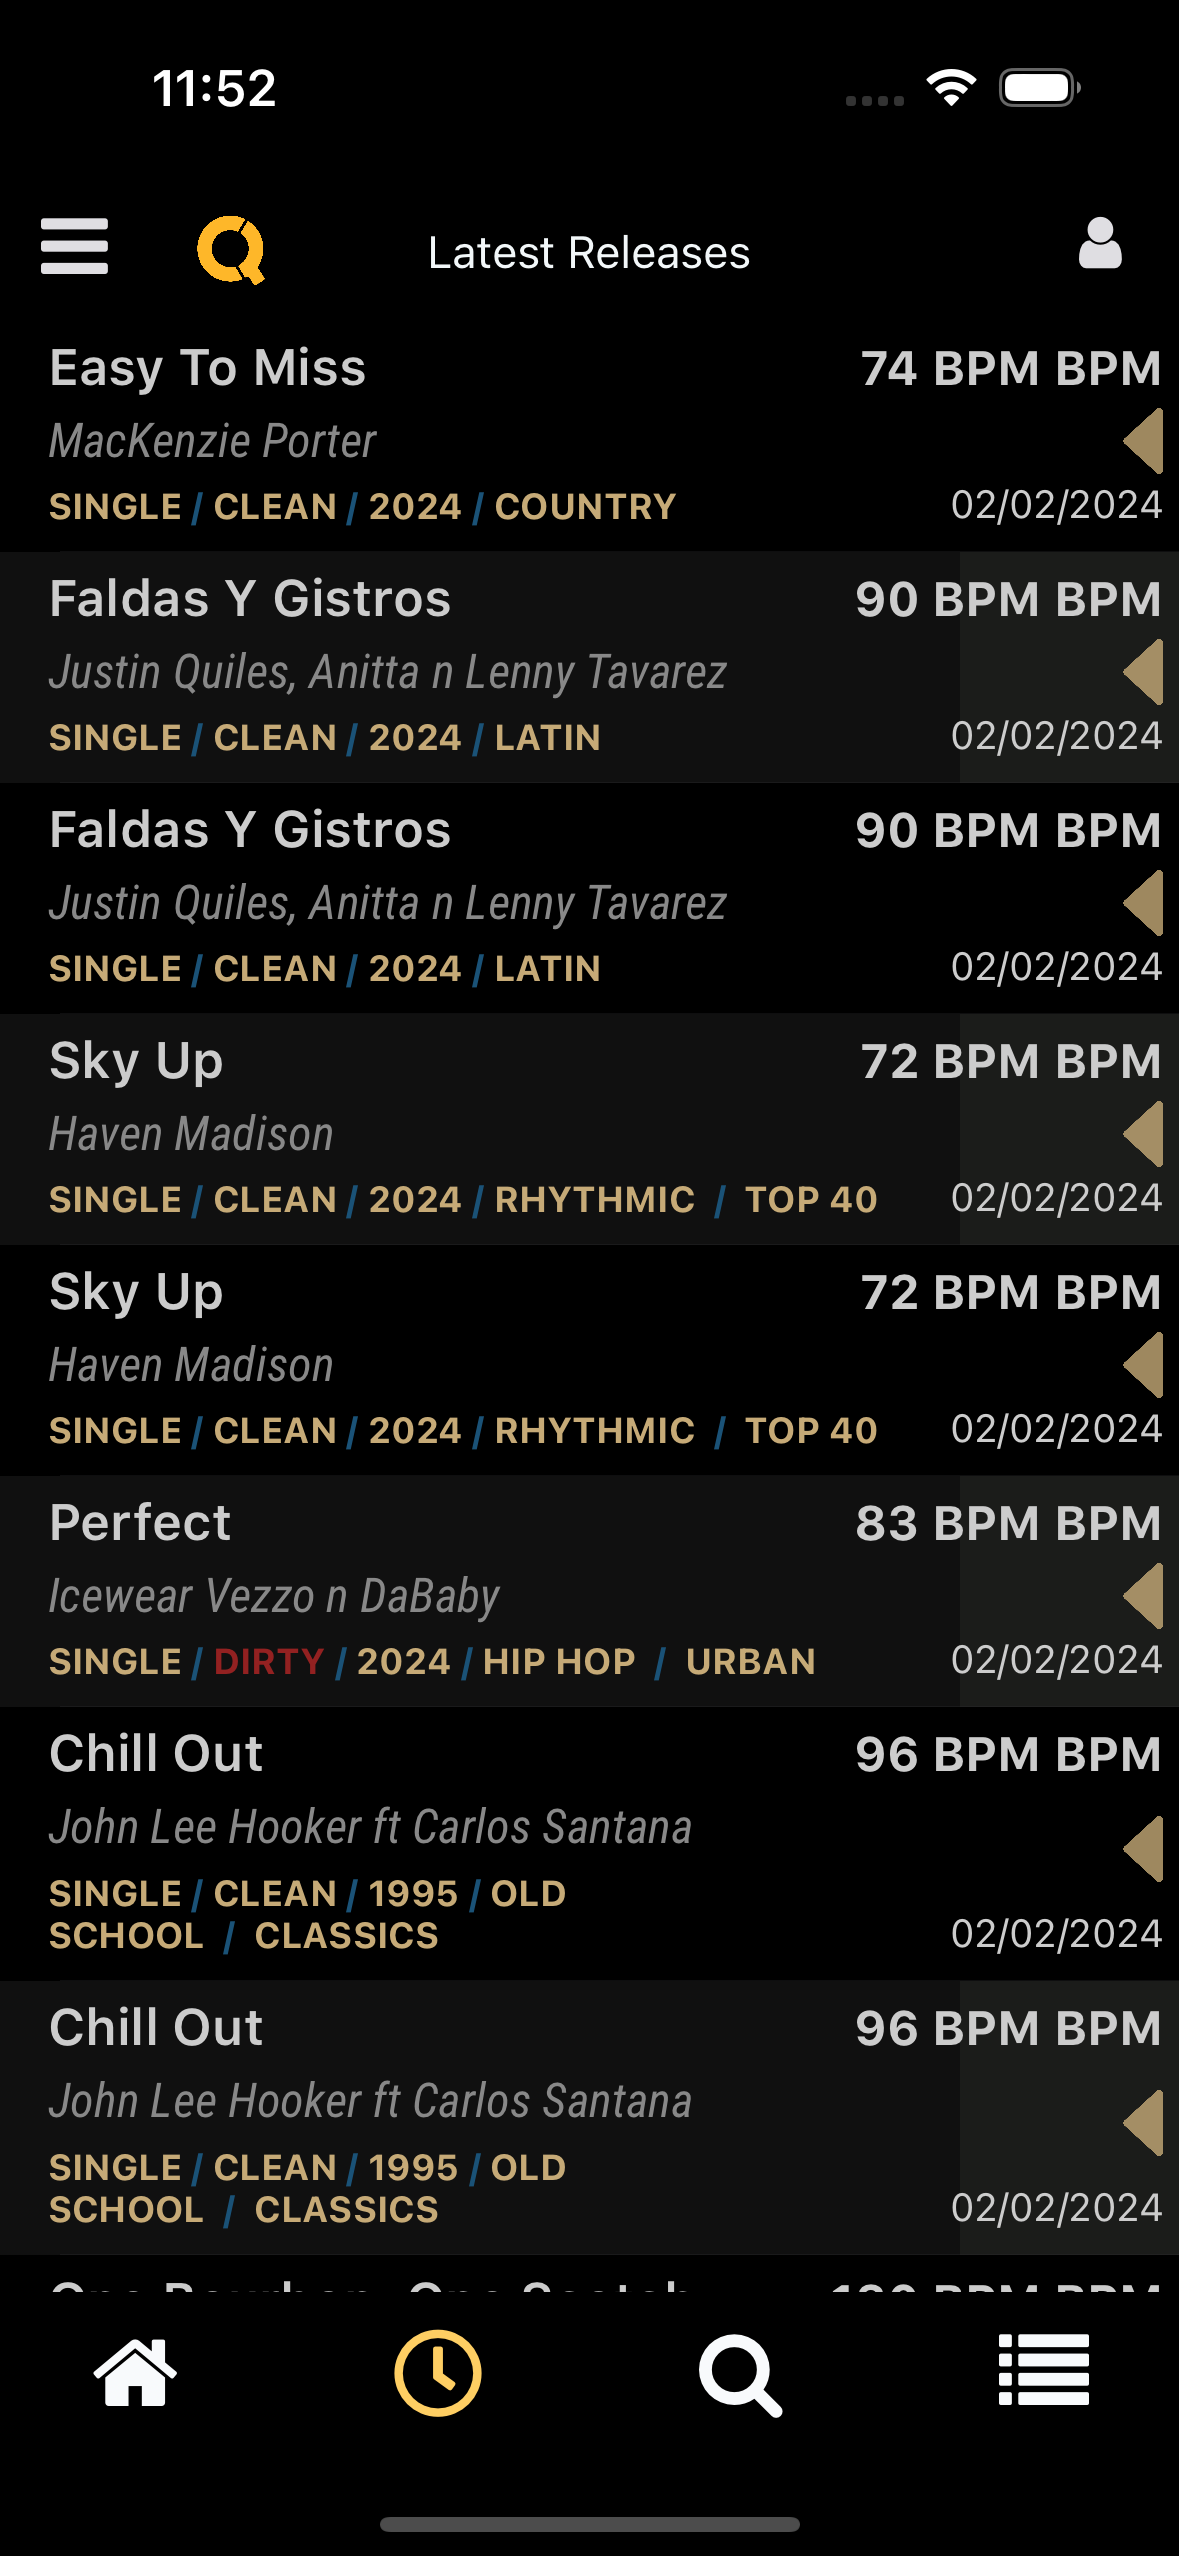 11:52
Latest Releases
Easy To Miss 74 BPM BPM
MacKenzie Porter
SINGLE / CLEAN / 2024 / COUNTRY 02/02/2024
Faldas Y Gistros 90 BPM BPM
Justin Quiles, Anitta n Lenny Tavarez
SINGLE / CLEAN / 2024 / LATIN 02/02/2024
Faldas Y Gistros 90 BPM BPM
Justin Quiles, Anitta n Lenny Tavarez
SINGLE / CLEAN / 2024 / LATIN 02/02/2024
Sky Up 72 BPM BPM
Haven Madison
SINGLE / CLEAN / 2024 / RHYTHMIC / TOP 40 02/02/2024
Sky Up 72 BPM BPM
Haven Madison
SINGLE / CLEAN / 2024 / RHYTHMIC / TOP 40 02/02/2024
Perfect 83 BPM BPM
Icewear Vezzo n DaBaby
SINGLE / DIRTY / 2024 / HIP HOP / URBAN 02/02/2024
Chill Out 96 BPM BPM
John Lee Hooker ft Carlos Santana
SINGLE / CLEAN / 1995 / OLD
SCHOOL / CLASSICS 02/02/2024
Chill Out 96 BPM BPM
John Lee Hooker ft Carlos Santana
SINGLE / CLEAN / 1995 / OLD
SCHOOL / CLASSICS 02/02/2024
One Bourbon, One Scotch BPM BPM